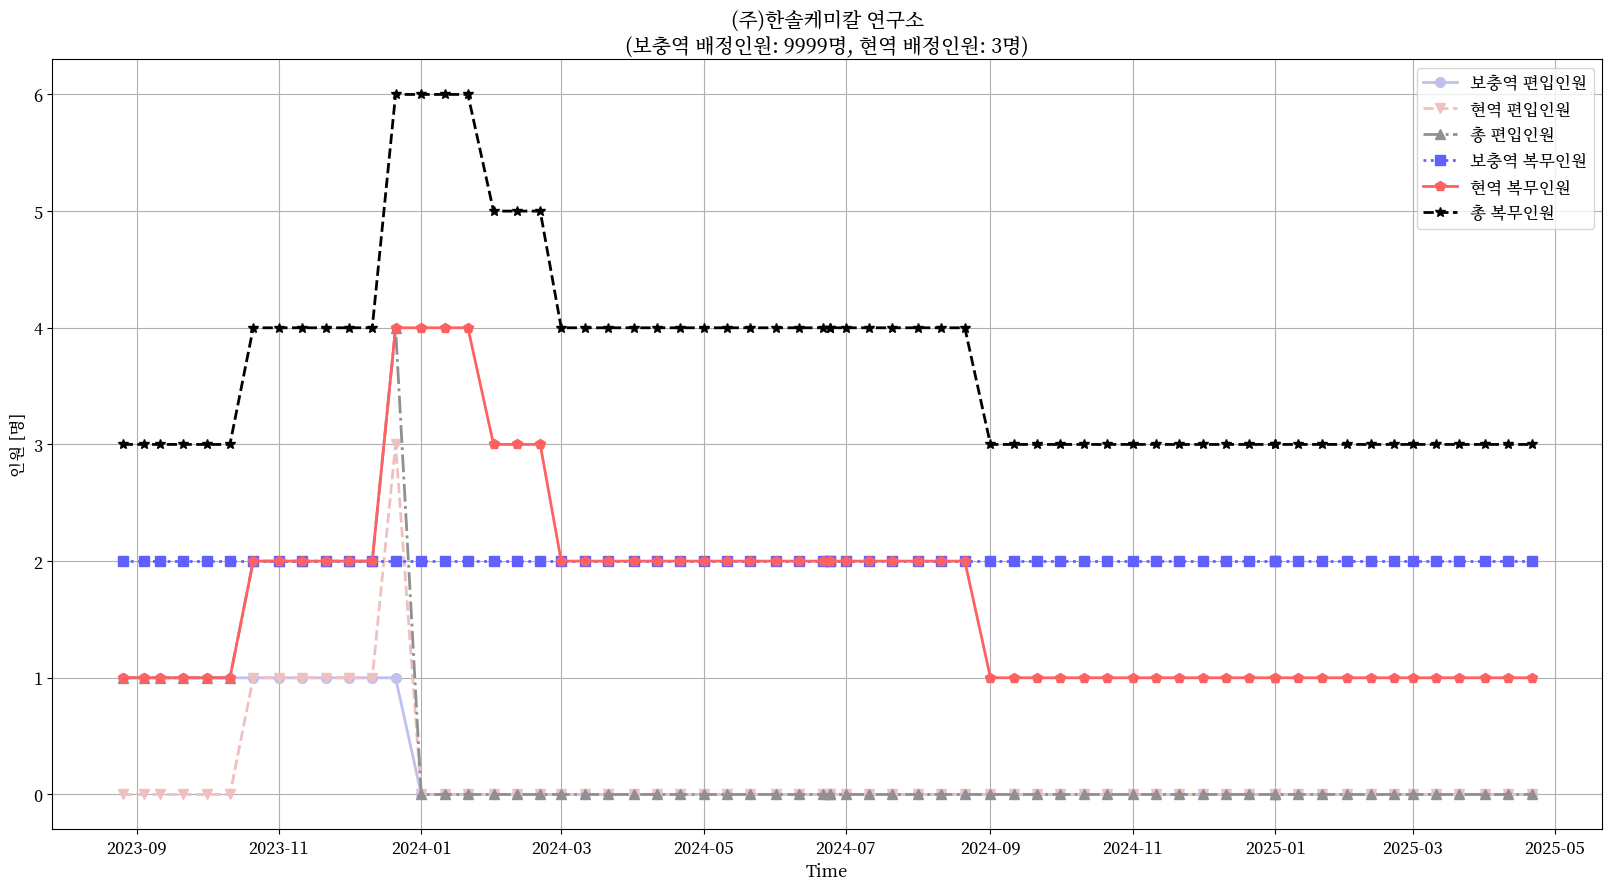 (주)한솔케미칼 연구소
(보충역 배정인원: 9999명, 현역 배정인원: 3명)
보충역 편입인원
현역 편입인원
총 편입인원
보충역 복무인원
현역 복무인원
총 복무인원
인원 [명]
6
5
4
3
2
1
0
2023-09 2023-11 2024-01 2024-03 2024-05 2024-07 2024-09 2024-11 2025-01 2025-03 2025-05
Time